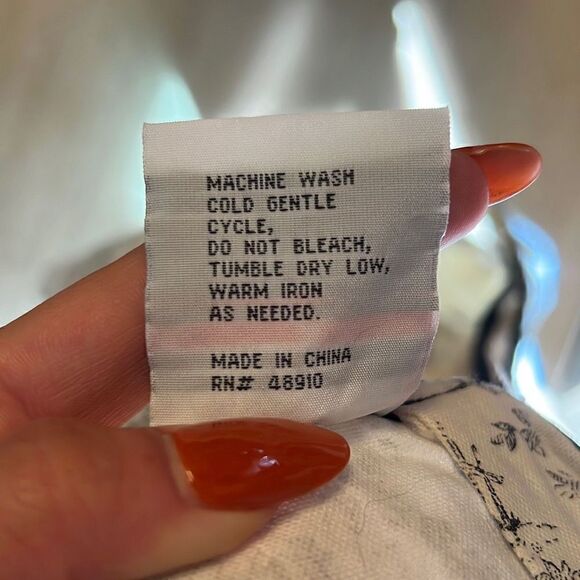 MACHINE WASH
COLD GENTLE
CYCLE,
DO NOT BLEACH,
TUMBLE DRY LOW,
WARM IRON
AS NEEDED.
MADE IN CHINA
RN# 48910